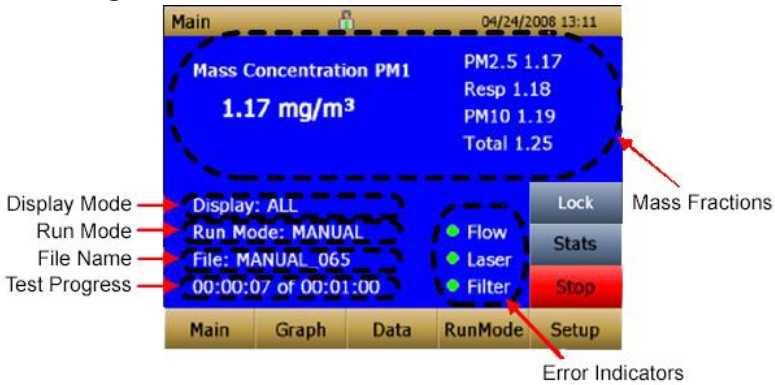 Main 04/24/2008 13:11
Mass Concentration PM1
1.17 mg/m³
PM2.5 1.17
Resp 1.18
PM10 1.19
Total 1.25
Mass Fractions
Display Mode
Display: ALL
Run Mode
Run Mode: MANUAL
File Name
File: MANUAL_065
Test Progress
00:00:07 of 00:01:00
Flow
Laser
Filter
Lock
Stats
Stop
Main Graph Data RunMode Setup
Error Indicators